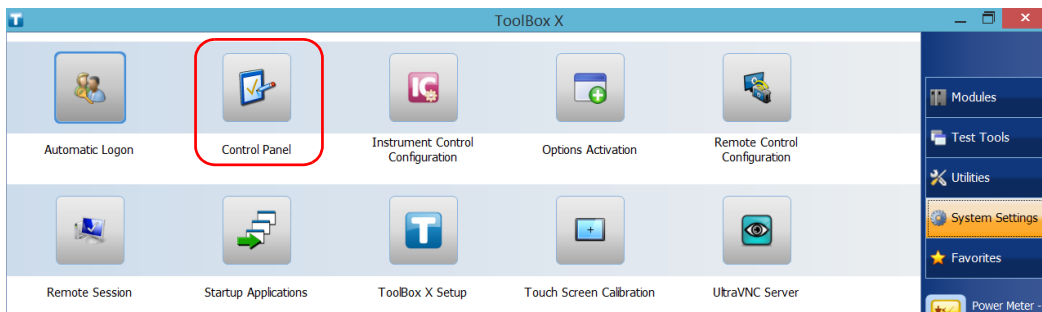 ToolBox X
Automatic Logon
Control Panel
Instrument Control
Configuration
Options Activation
Remote Control
Configuration
Remote Session
Startup Applications
ToolBox X Setup
Touch Screen Calibration
UltraVNC Server
Modules
Test Tools
Utilities
System Settings
Favorites
Power Meter -